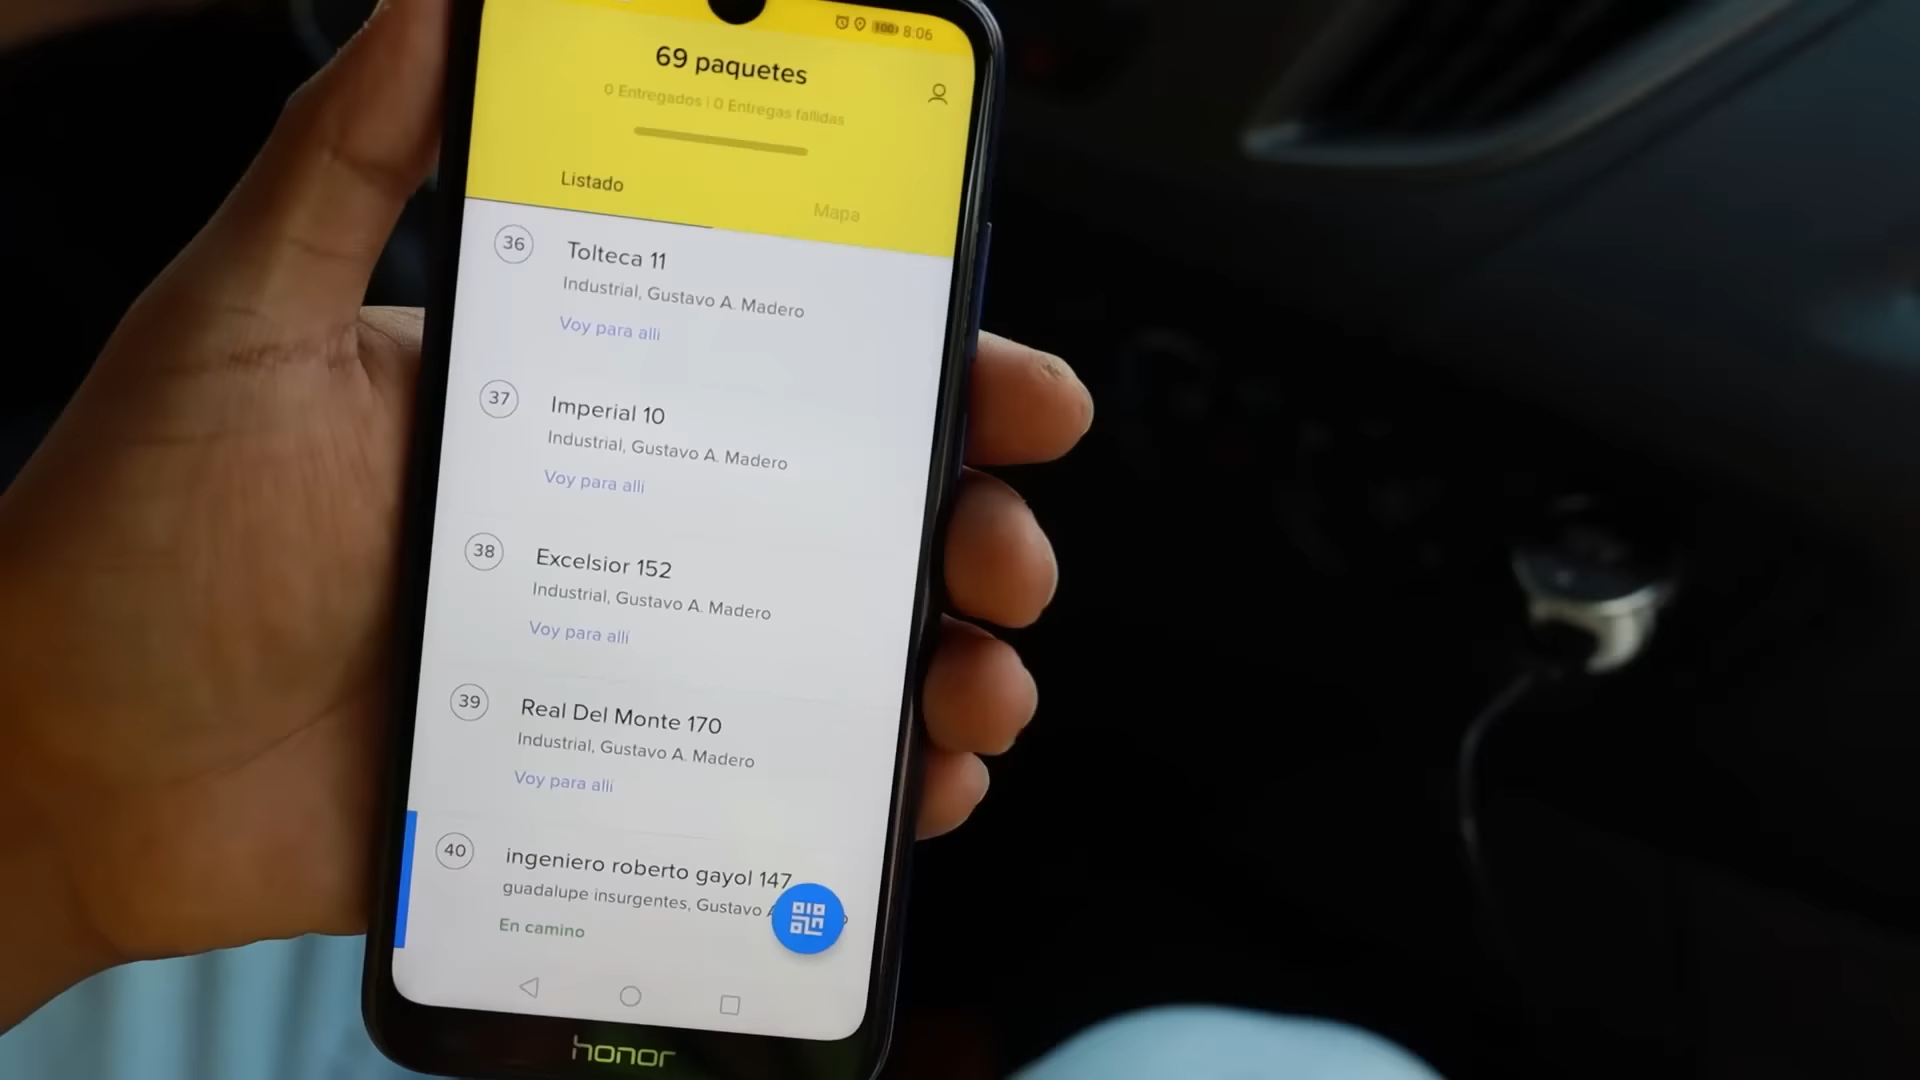 100 8:06
69 paquetes
0 Entregados | 0 Entregas fallidas
Listado
Mapa
36 Tolteca 11
Industrial, Gustavo A. Madero
Voy para alli
37 Imperial 10
Industrial, Gustavo A. Madero
Voy para alli
38 Excelsior 152
Industrial, Gustavo A. Madero
Voy para alli
39 Real Del Monte 170
Industrial, Gustavo A. Madero
Voy para alli
40 ingeniero roberto gayol 147
guadalupe insurgentes, Gustavo
En camino
honor